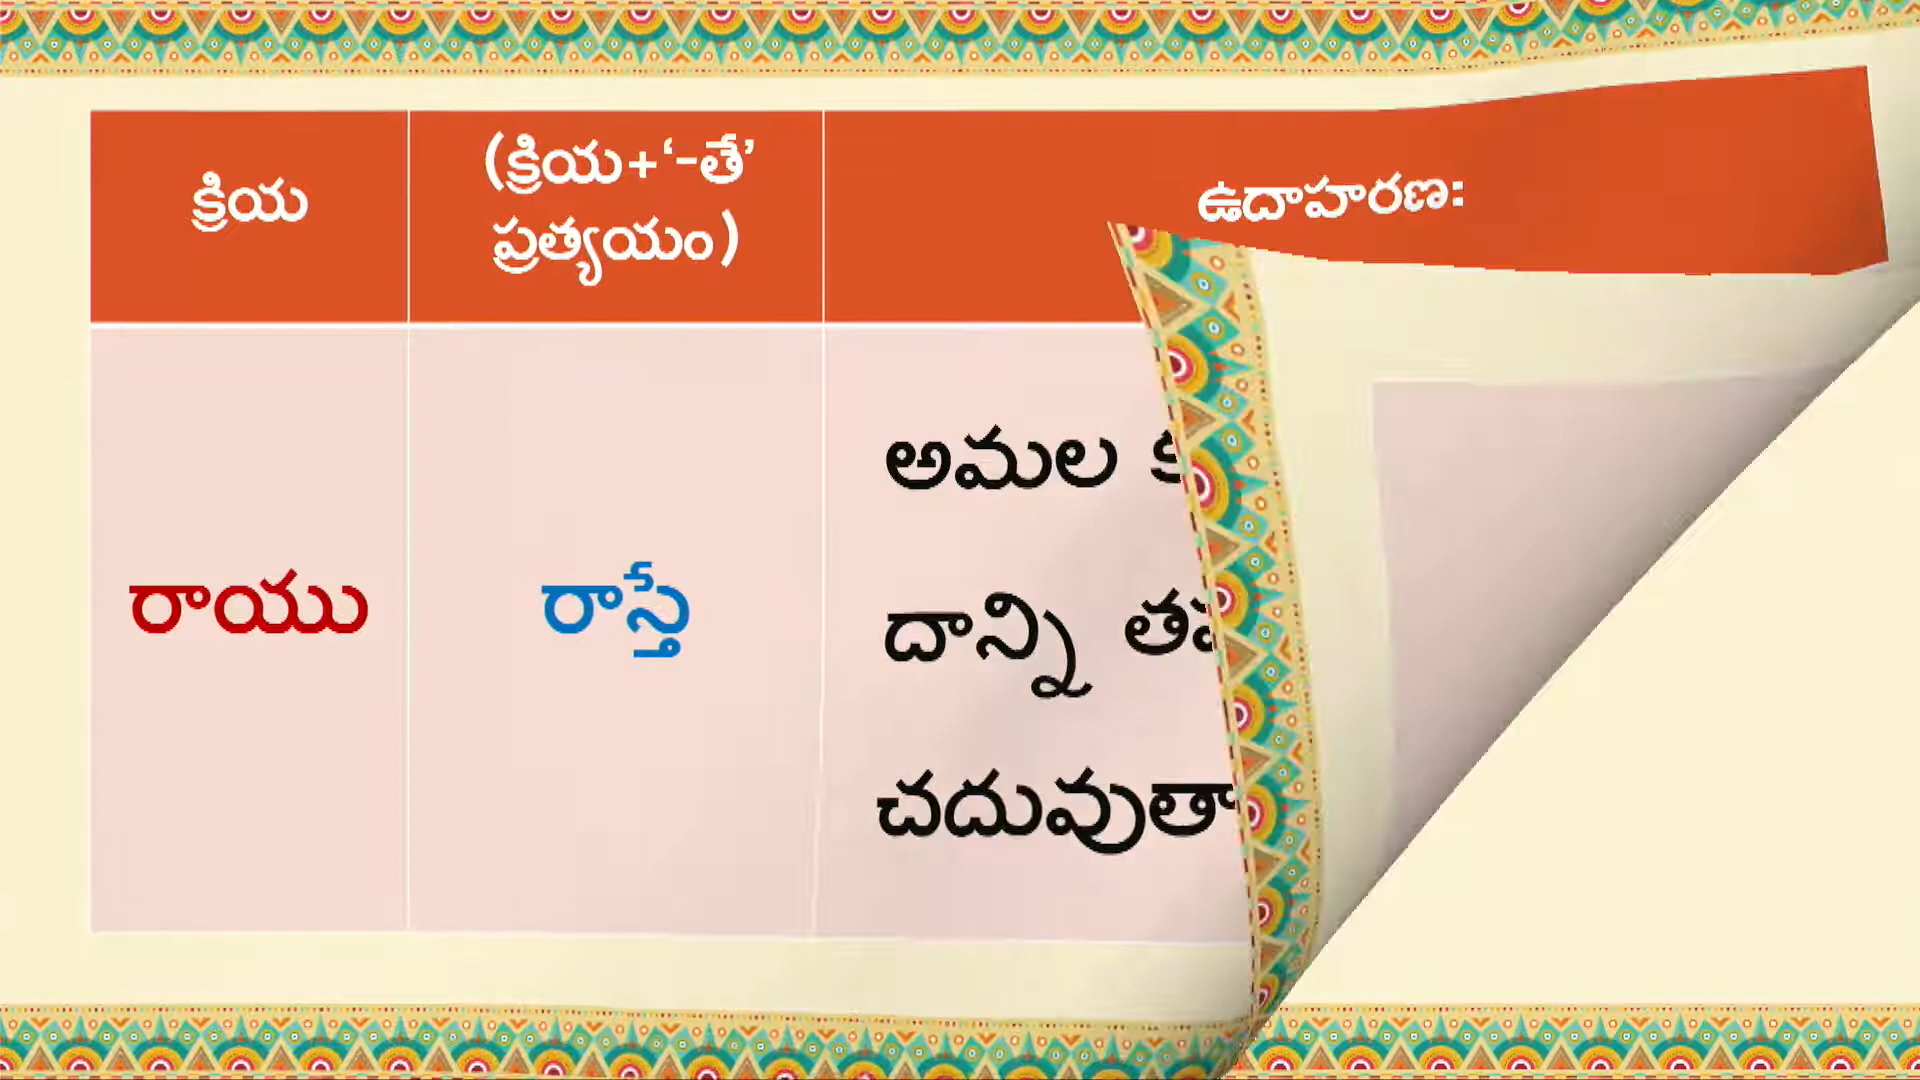 క్రియ
(క్రియ+‘-తే’
ప్రత్యయం)
ఉదాహరణ:
రాయు
రాస్తే
అమల
దాన్ని